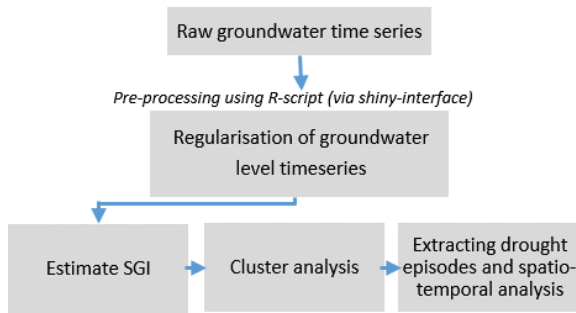 Raw groundwater time series
Pre-processing using R-script (via shiny-interface)
Regularisation of groundwater
level timeseries
Estimate SGI
Cluster analysis
Extracting drought
episodes and spatio-
temporal analysis